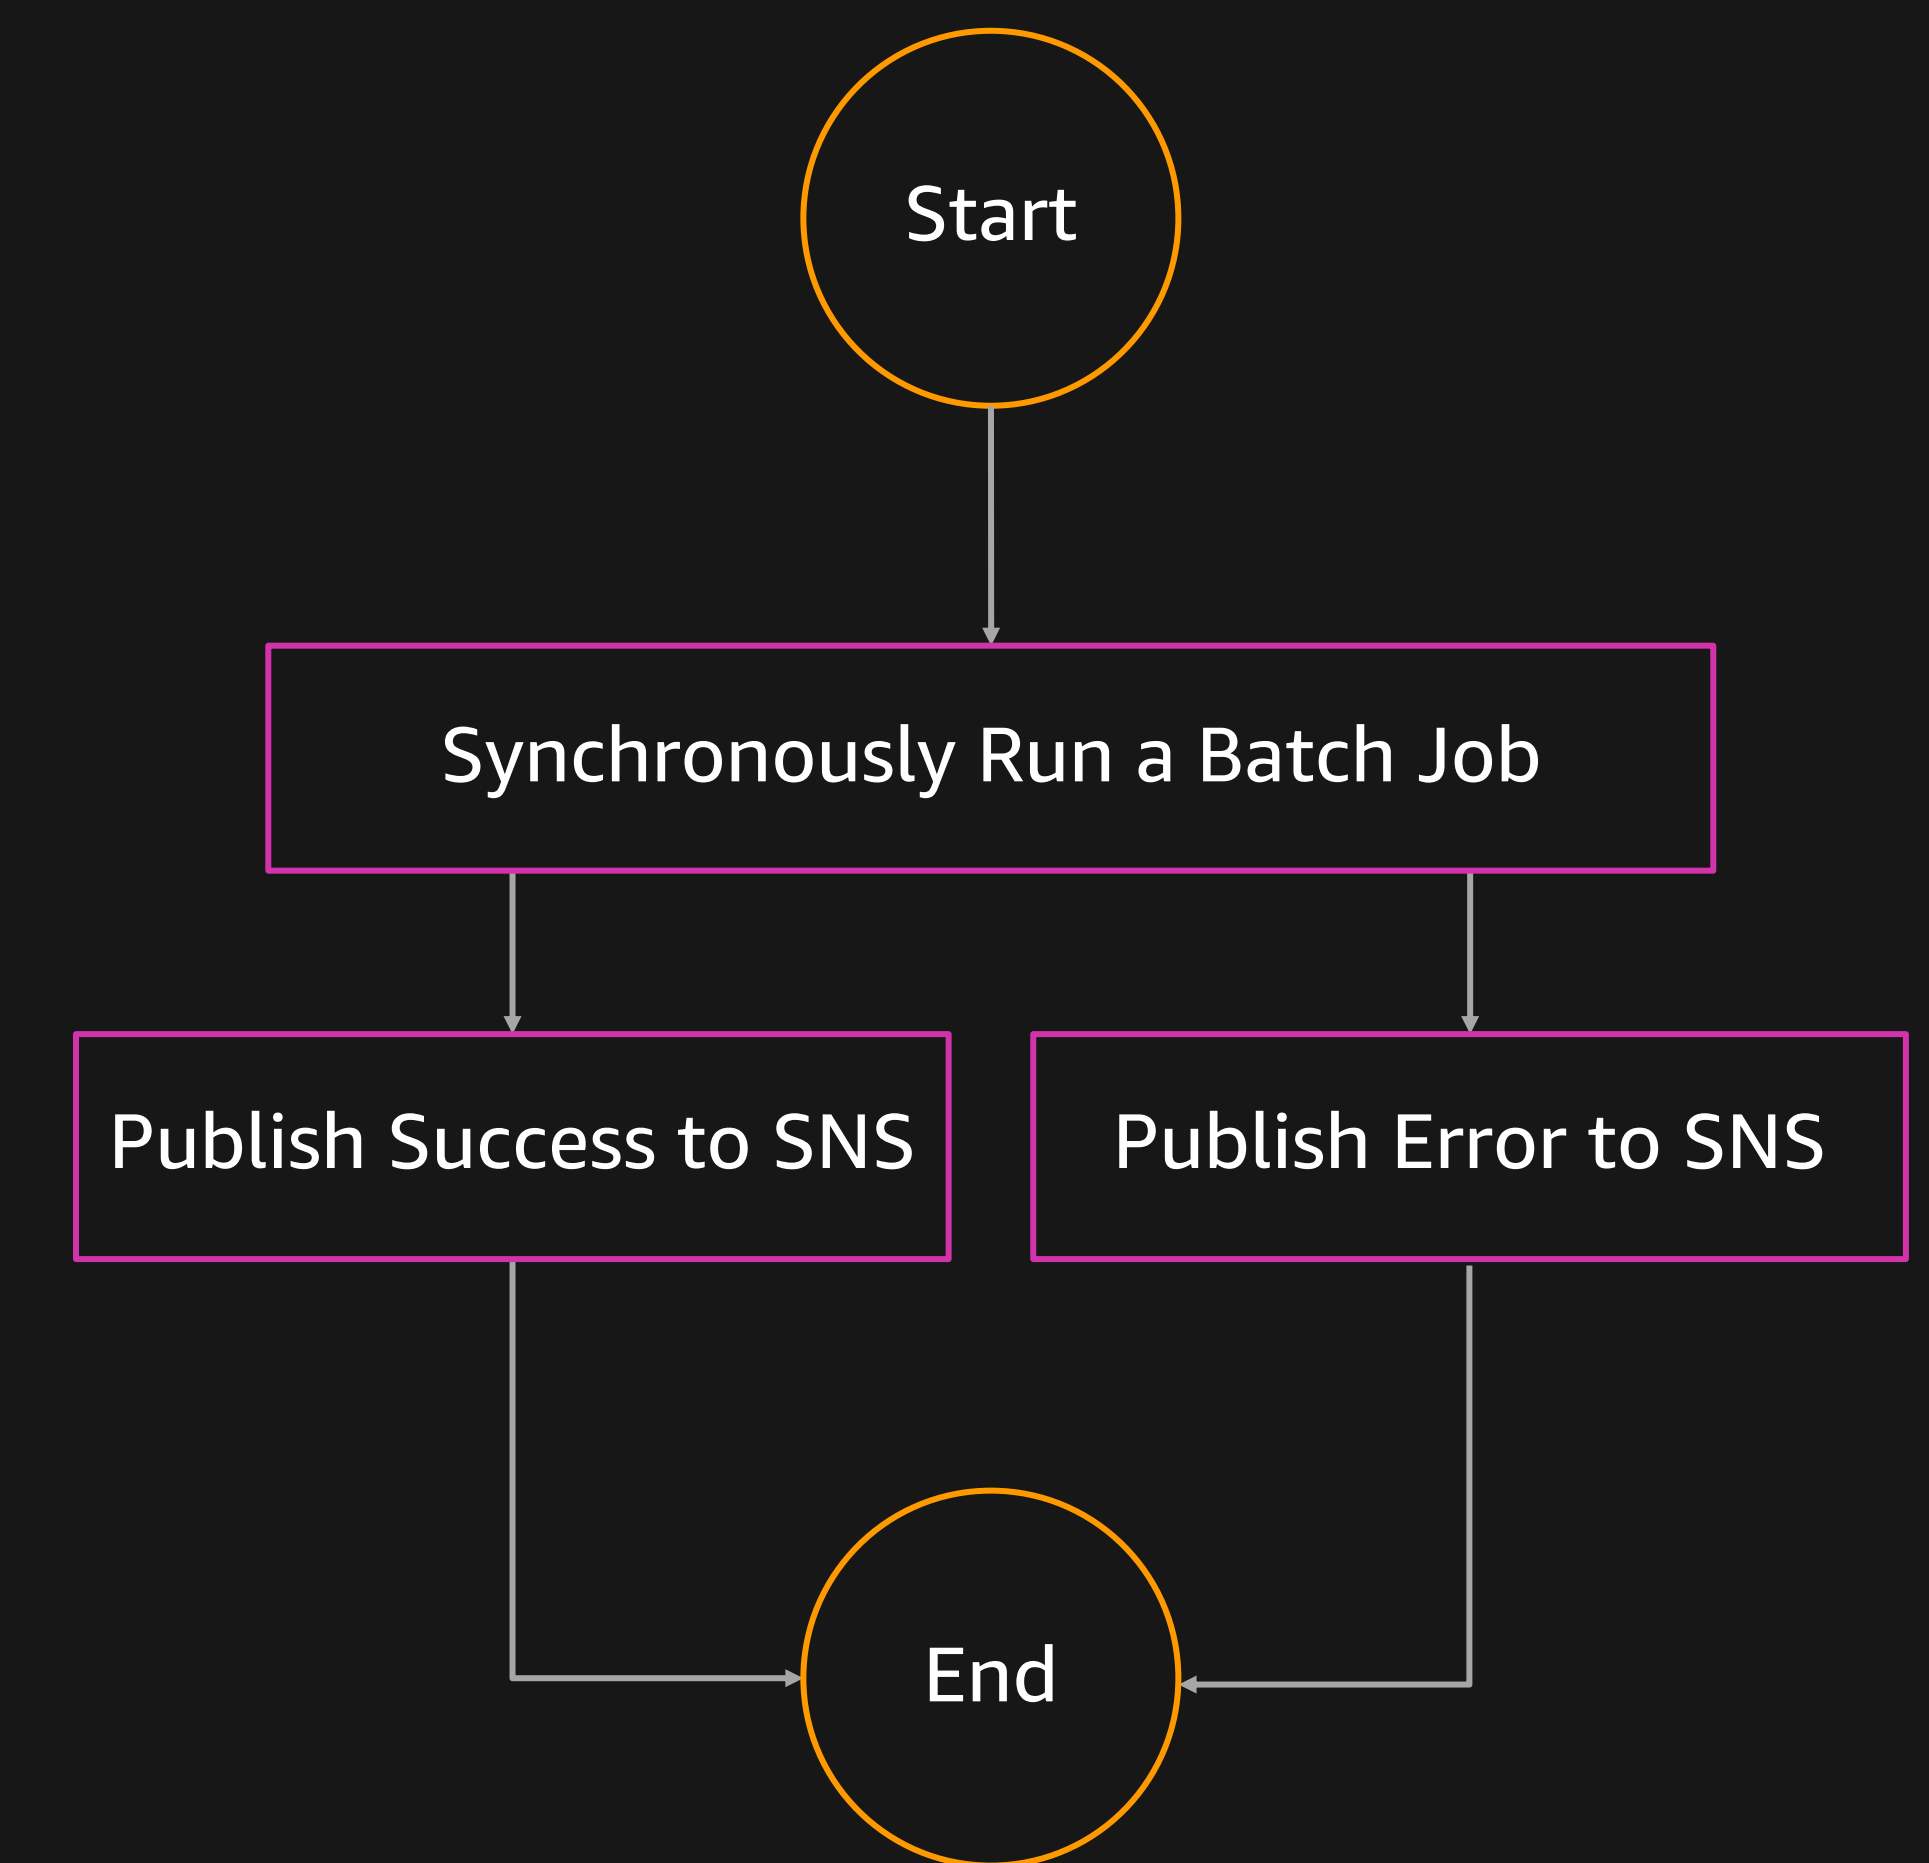 Start
Synchronously Run a Batch Job
Publish Success to SNS
Publish Error to SNS
End